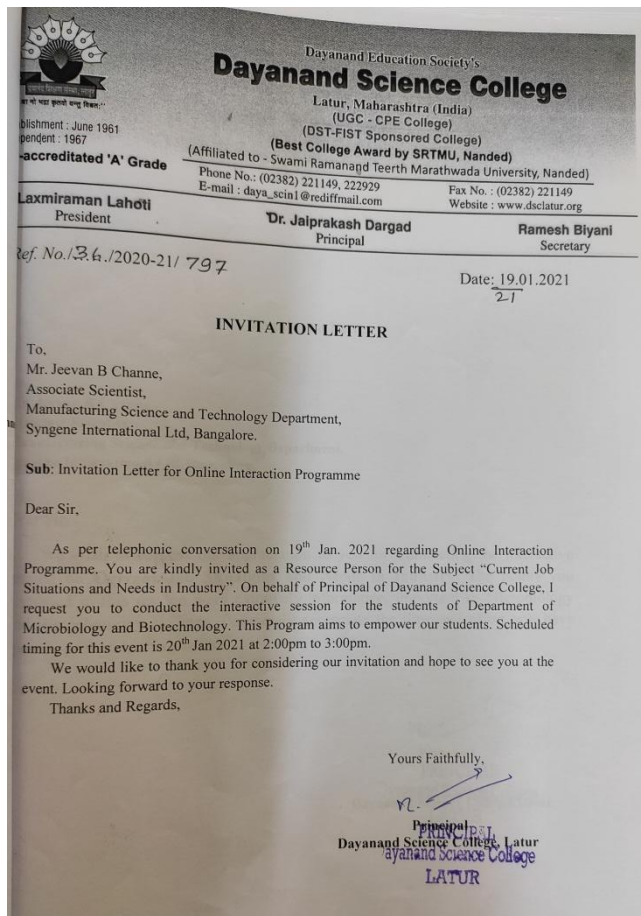 Dayanand Education Society's
Dayanand Science College
Latur, Maharashtra (India)
(UGC - CPE College)
(DST-FIST Sponsored College)
(Best College Award by SRTMU, Nanded)
(Affiliated to - Swami Ramanand Teerth Marathwada University, Nanded)
blishment : June 1961
pendent : 1967
-accredited 'A' Grade
Phone No.: (02382) 221149, 222929
Fax No. : (02382) 221149
E-mail : daya_scin1@rediffmail.com
Website : www.dsclatur.org
Laxmiraman Lahoti
President
Dr. Jaiprakash Dargad
Principal
Ramesh Biyani
Secretary
Ref. No./3.6./2020-21/ 797
Date: 19.01.2021
21
INVITATION LETTER
To,
Mr. Jeevan B Channe,
Associate Scientist,
Manufacturing Science and Technology Department,
Syngene International Ltd, Bangalore.
Sub: Invitation Letter for Online Interaction Programme
Dear Sir,
As per telephonic conversation on 19th Jan. 2021 regarding Online Interaction
Programme. You are kindly invited as a Resource Person for the Subject “Current Job
Situations and Needs in Industry”. On behalf of Principal of Dayanand Science College, I
request you to conduct the interactive session for the students of Department of
Microbiology and Biotechnology. This Program aims to empower our students. Scheduled
timing for this event is 20th Jan 2021 at 2:00pm to 3:00pm.
We would like to thank you for considering our invitation and hope to see you at the
event. Looking forward to your response.
Thanks and Regards,
Yours Faithfully,
Principal
Dayanand Science College, Latur
PRINCIPAL
ayanand Science College
LATUR